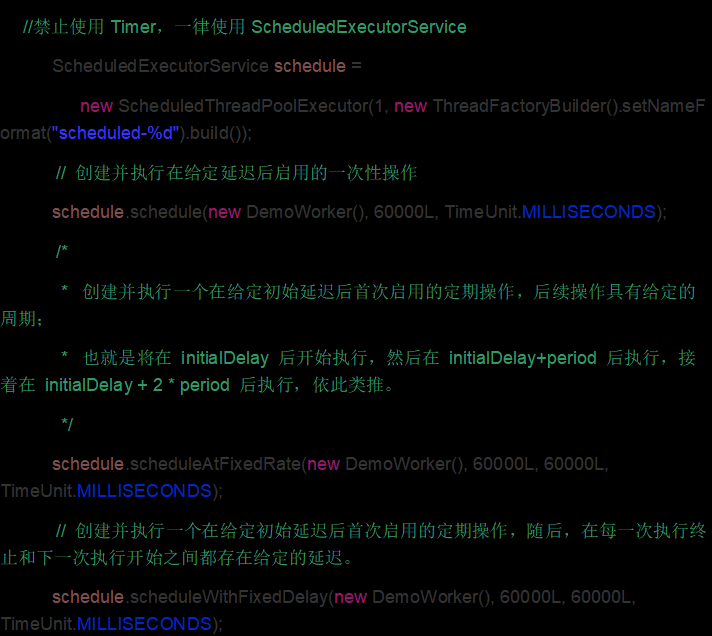 //禁止使用 Timer，一律使用 ScheduledExecutorService
ScheduledExecutorService schedule =
new ScheduledThreadPoolExecutor(1, new ThreadFactoryBuilder().setNameF
ormat("scheduled-%d").build());
// 创建并执行在给定延迟后启用的一次性操作
schedule.schedule(new DemoWorker(), 60000L, TimeUnit.MILLISECONDS);
/*
* 创建并执行一个在给定初始延迟后首次启用的定期操作，后续操作具有给定的
周期；
* 也就是将在 initialDelay 后开始执行，然后在 initialDelay+period 后执行，接
着在 initialDelay + 2 * period 后执行，依此类推。
*/
schedule.scheduleAtFixedRate(new DemoWorker(), 60000L, 60000L,
TimeUnit.MILLISECONDS);
// 创建并执行一个在给定初始延迟后首次启用的定期操作，随后，在每一次执行终
止和下一次执行开始之间都存在给定的延迟。
schedule.scheduleWithFixedDelay(new DemoWorker(), 60000L, 60000L,
TimeUnit.MILLISECONDS);